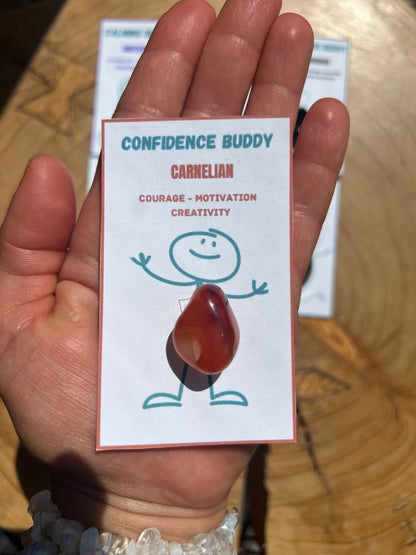 CONFIDENCE BUDDY
CARNELIAN
COURAGE - MOTIVATION
CREATIVITY